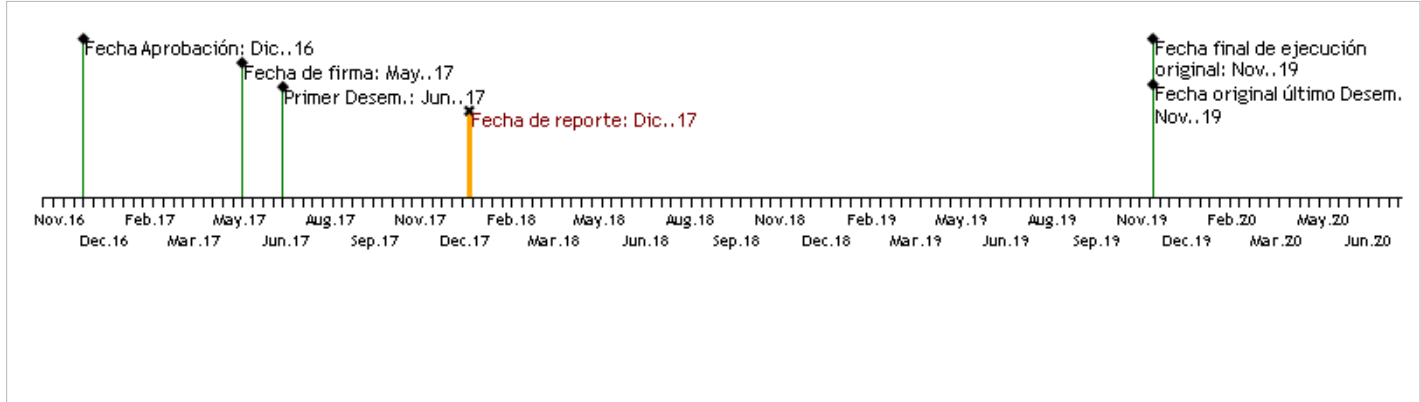 Fecha Aprobación: Dic..16
Fecha de firma: May..17
Primer Desem.: Jun..17
Fecha de reporte: Dic..17
Fecha final de ejecución
original: Nov..19
Fecha original último Desem.
Nov..19
Nov.16 Feb.17 May.17 Aug.17 Nov.17 Feb.18 May.18 Aug.18 Nov.18 Feb.19 May.19 Aug.19 Nov.19 Feb.20 May.20
Dec.16 Mar.17 Jun.17 Sep.17 Dec.17 Mar.18 Jun.18 Sep.18 Dec.18 Mar.19 Jun.19 Sep.19 Dec.19 Mar.20 Jun.20